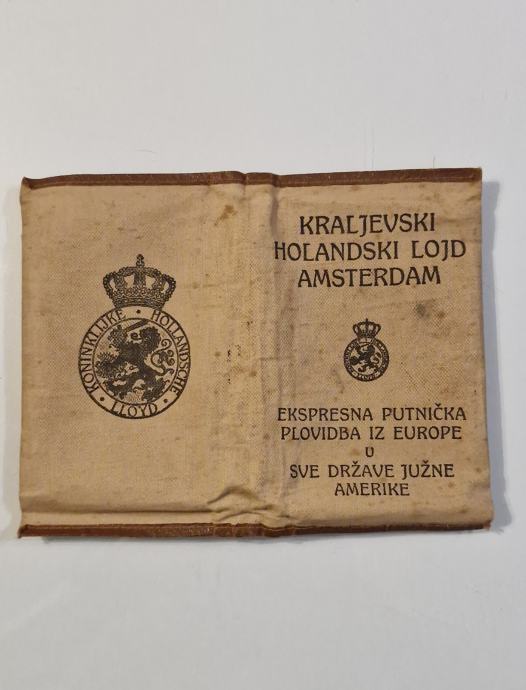 KONINKLIJKE · HOLLANDSCHE
· LLOYD ·
KRALJEVSKI
HOLANDSKI LOJD
AMSTERDAM
EKSPRESNA PUTNIČKA
PLOVIDBA IZ EUROPE
U
SVE DRŽAVE JUŽNE
AMERIKE